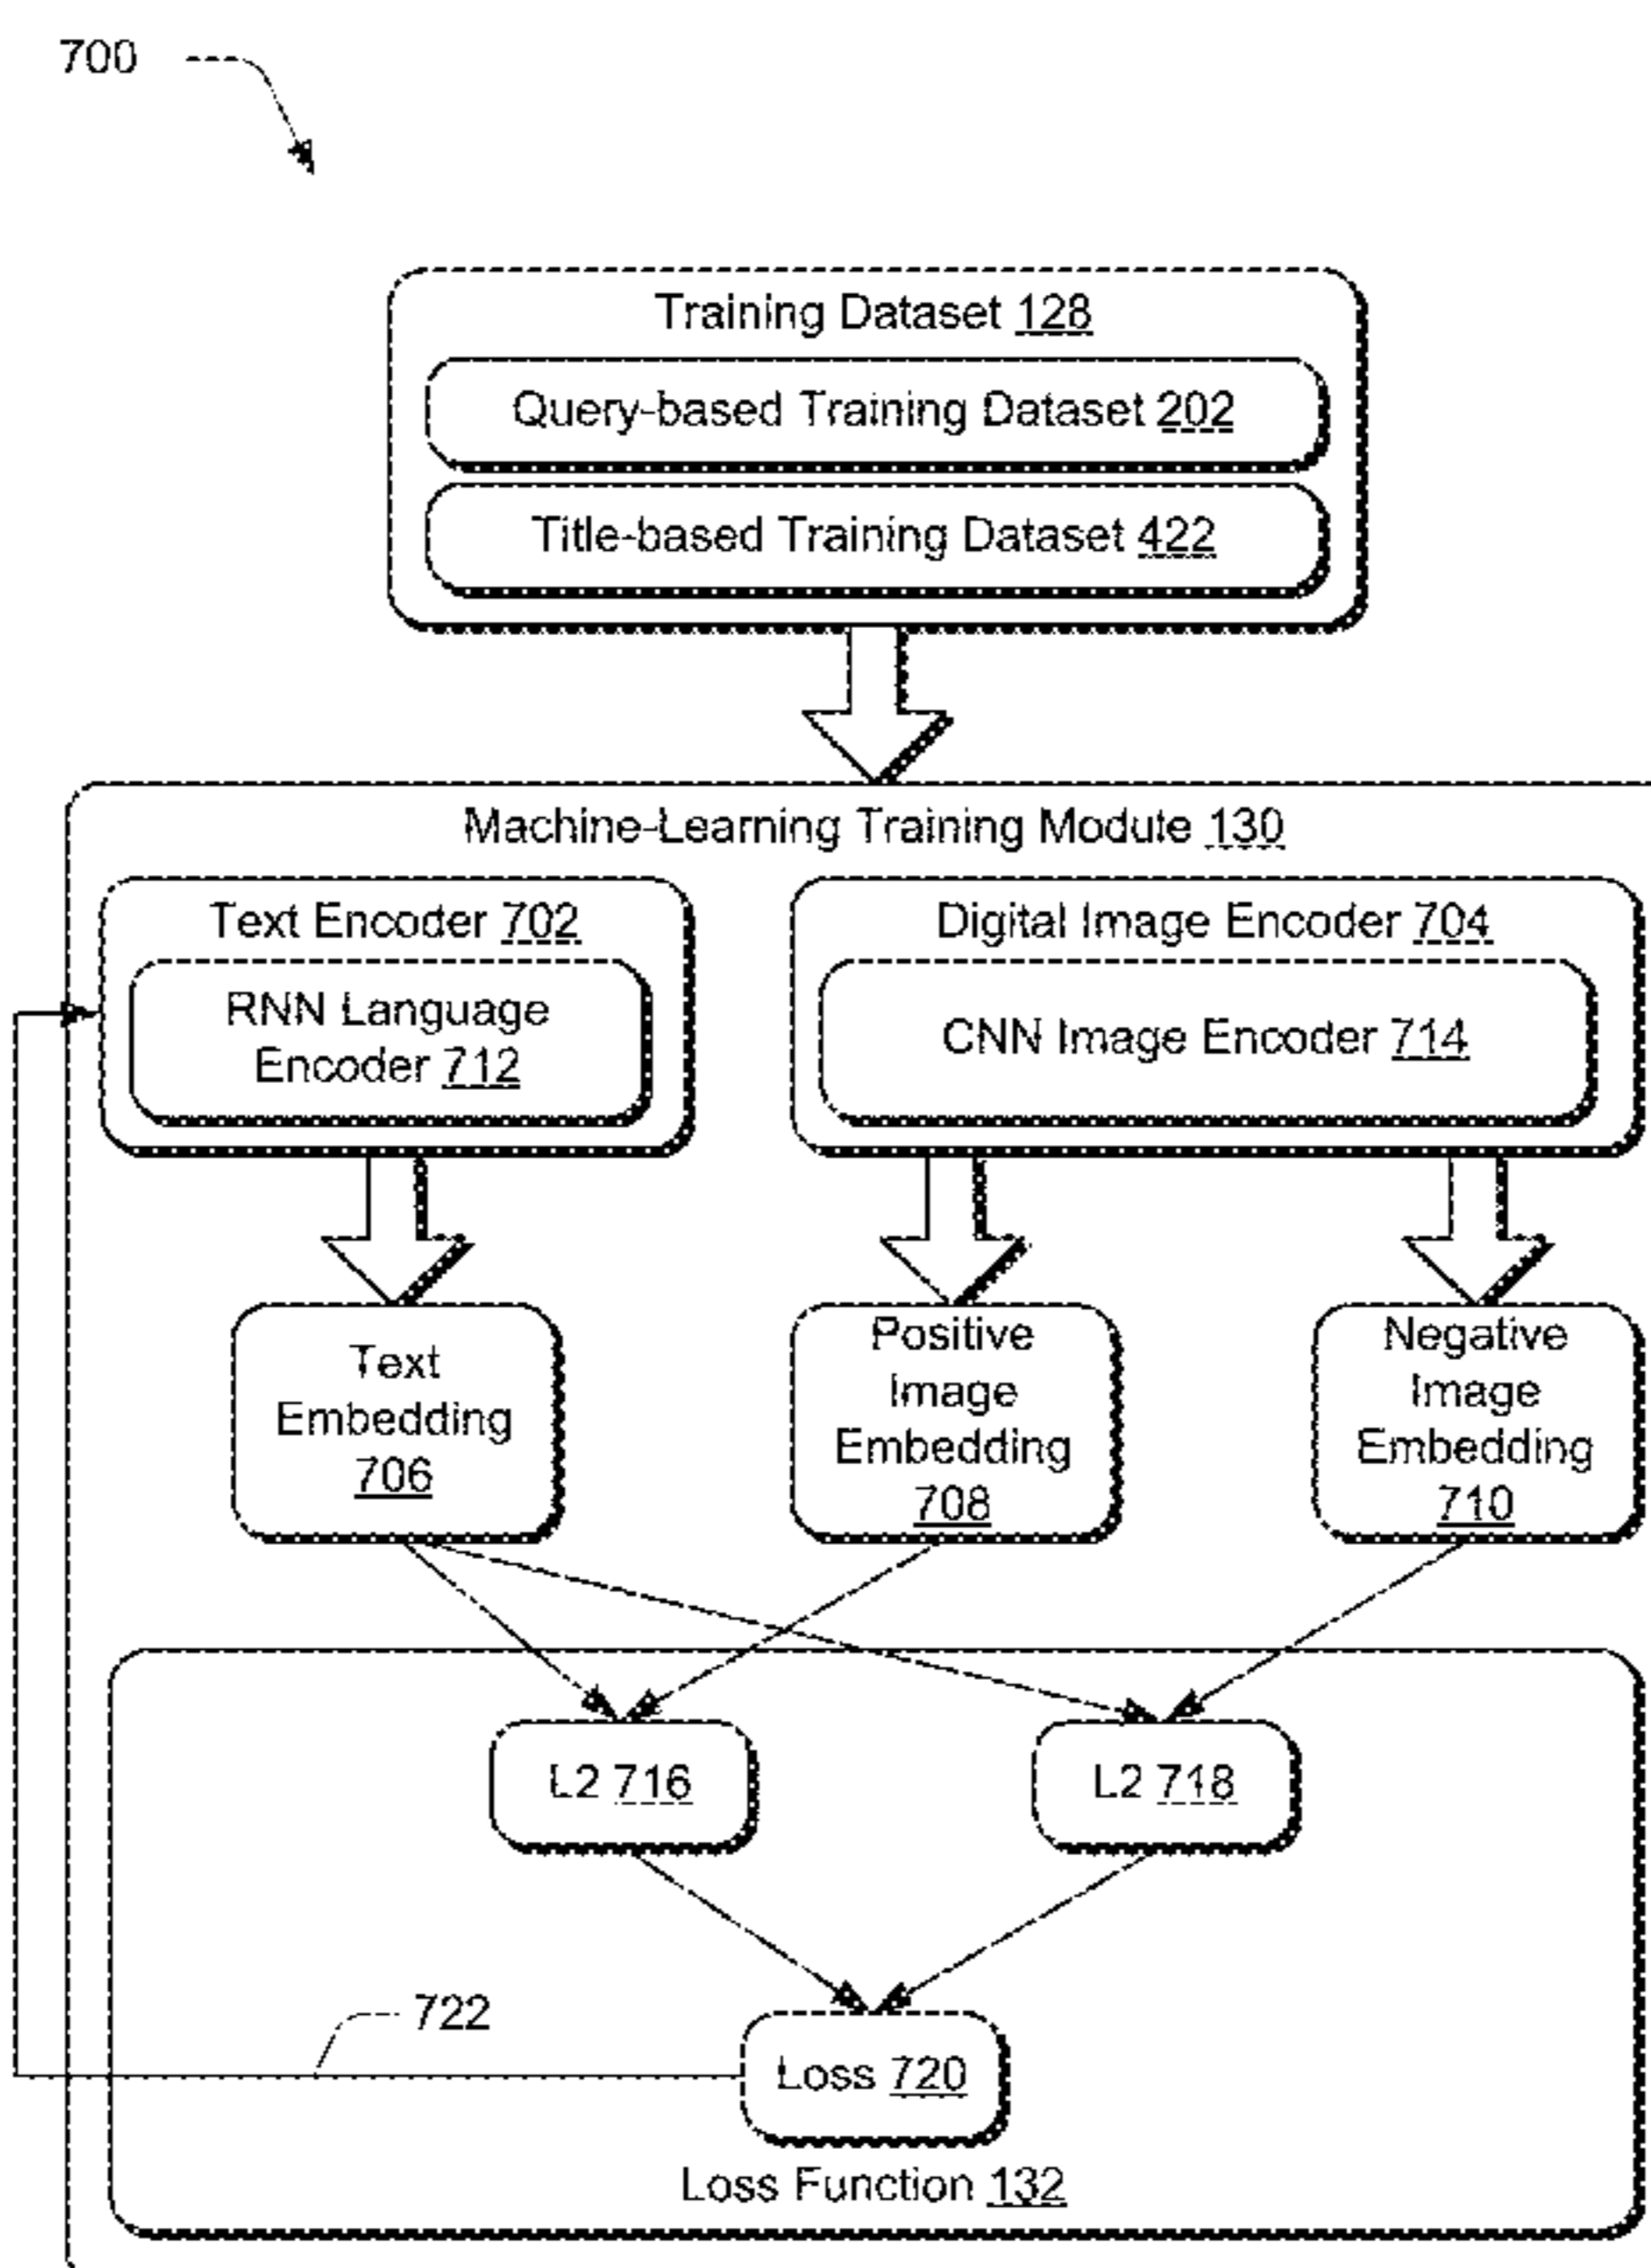 700
Training Dataset 128
Query-based Training Dataset 202
Title-based Training Dataset 422
Machine-Learning Training Module 130
Text Encoder 702
RNN Language
Encoder 712
Digital Image Encoder 704
CNN Image Encoder 714
Text
Embedding
706
Positive
Image
Embedding
708
Negative
Image
Embedding
710
L2 716
L2 718
722
Loss 720
Loss Function 132